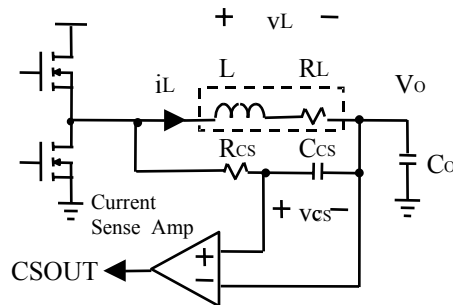 + vL −
iL L RL VO
RCS CCS CO
+ vcs −
Current
Sense Amp
+
CSOUT
−